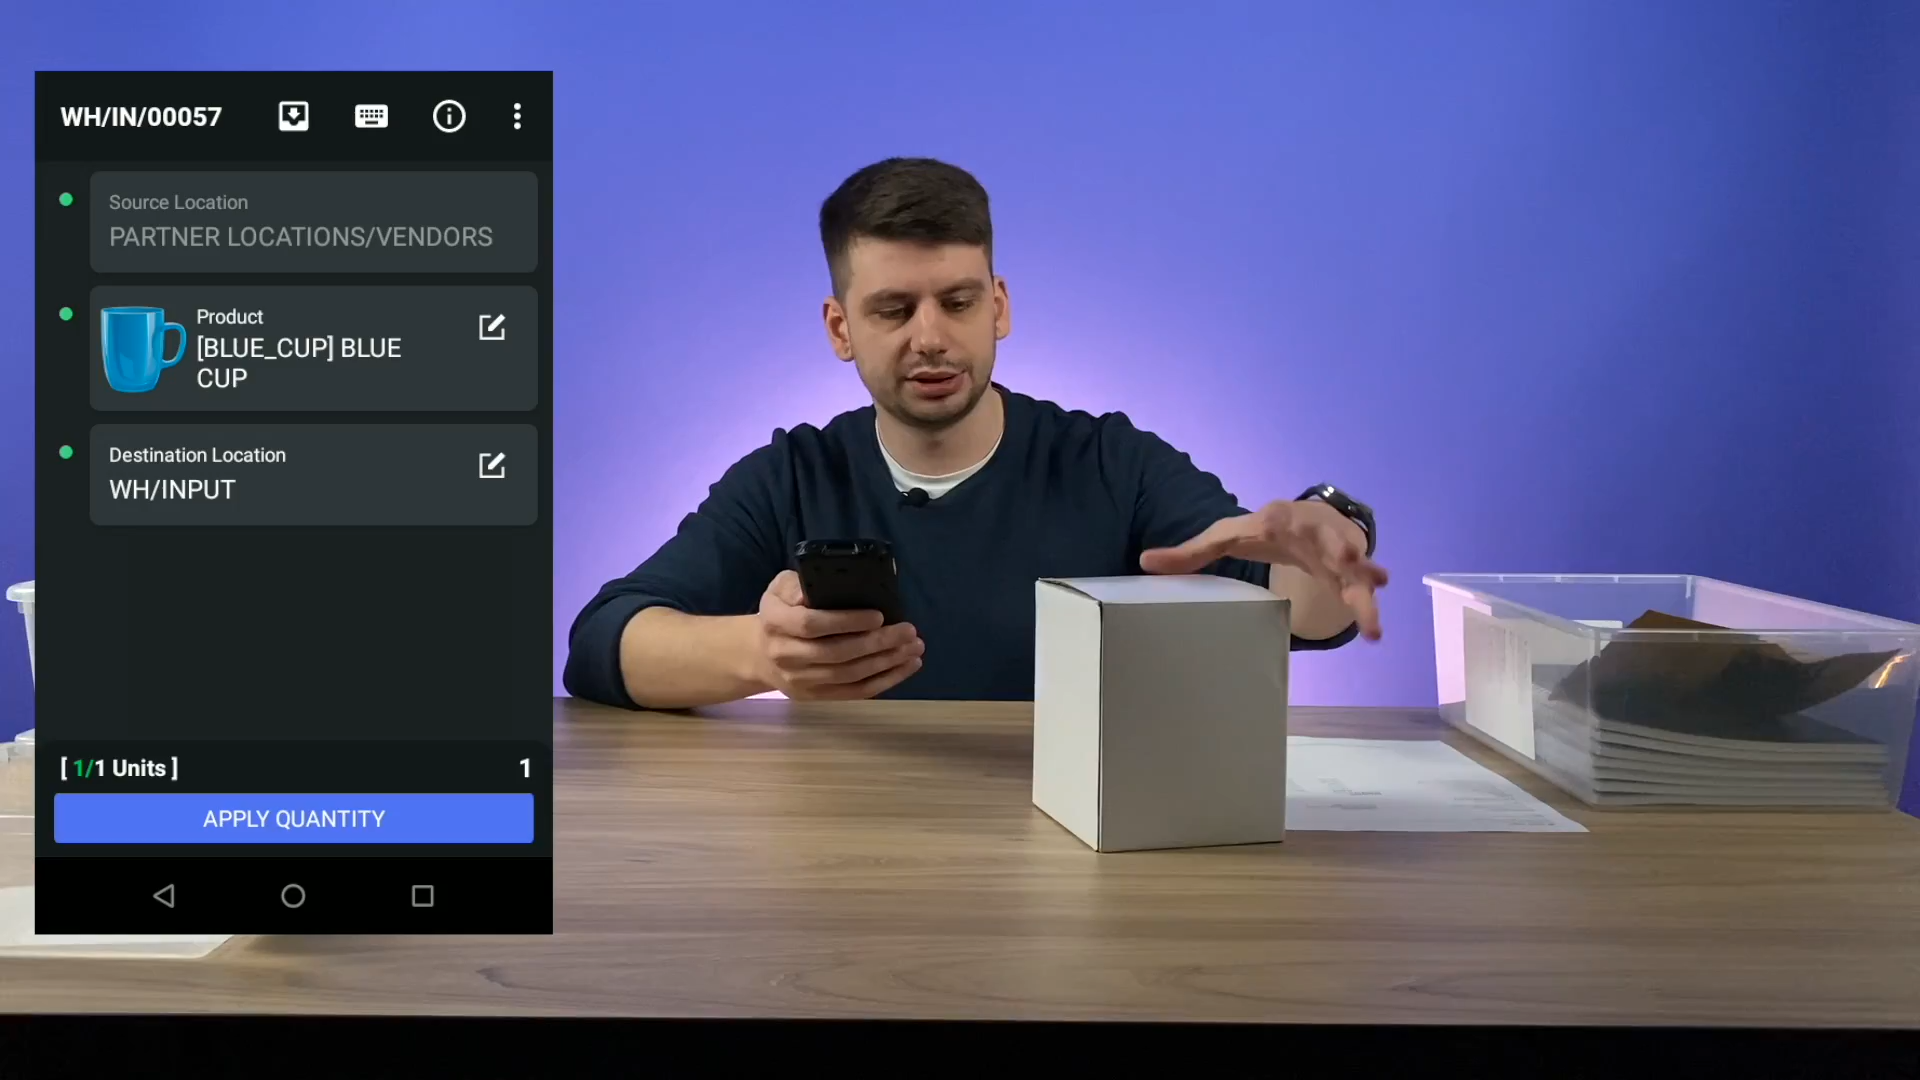 WH/IN/00057
Source Location
PARTNER LOCATIONS/VENDORS
Product
[BLUE_CUP] BLUE
CUP
Destination Location
WH/INPUT
[ 1/1 Units ]
1
APPLY QUANTITY